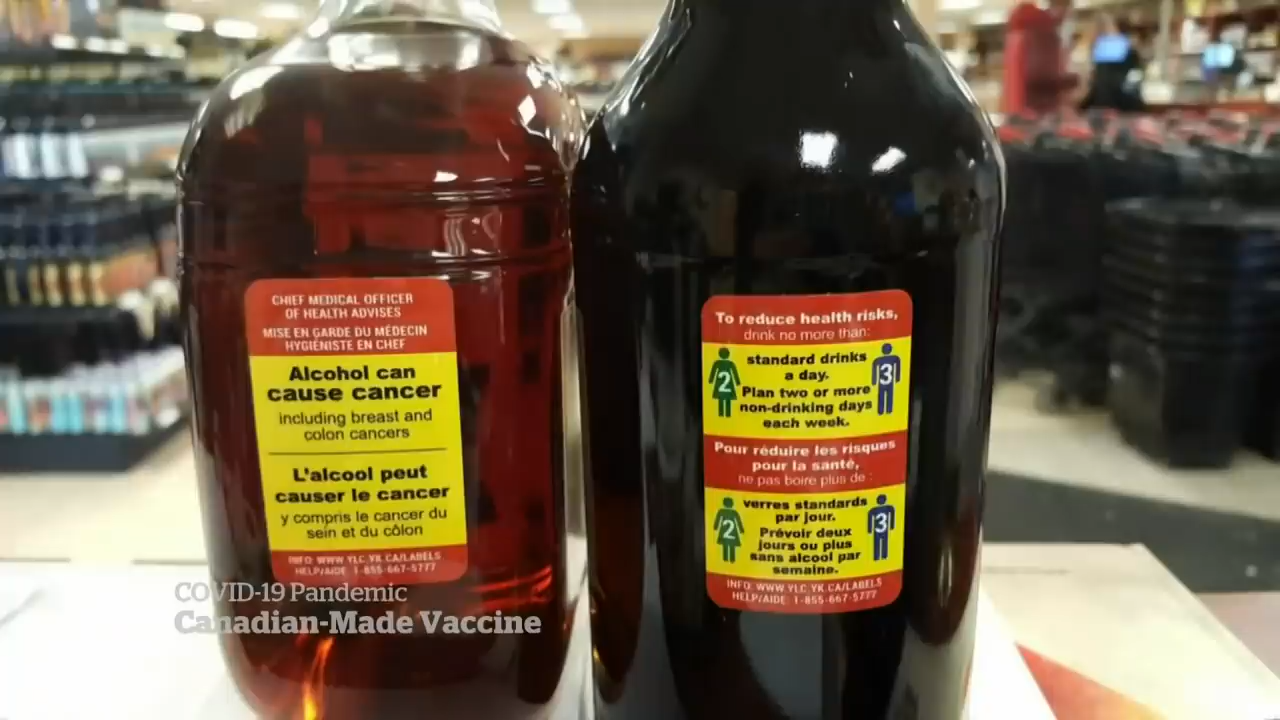 CHIEF MEDICAL OFFICER
OF HEALTH ADVISES
MISE EN GARDE DU MÉDECIN
HYGIÉNISTE EN CHEF
Alcohol can
cause cancer
including breast and
colon cancers
L'alcool peut
causer le cancer
y compris le cancer du
sein et du côlon
INFO: WWW.YLC.YK.CA/LABELS
HELP/AIDE: 1-855-667-5777
To reduce health risks,
drink no more than:
2 standard drinks 3
a day.
Plan two or more
non-drinking days
each week.
Pour réduire les risques
pour la santé,
ne pas boire plus de :
2 verres standards 3
par jour.
Prévoir deux
jours ou plus
sans alcool par
semaine.
INFO: WWW.YLC.YK.CA/LABELS
HELP/AIDE: 1-855-667-5777
COVID-19 Pandemic
Canadian-Made Vaccine